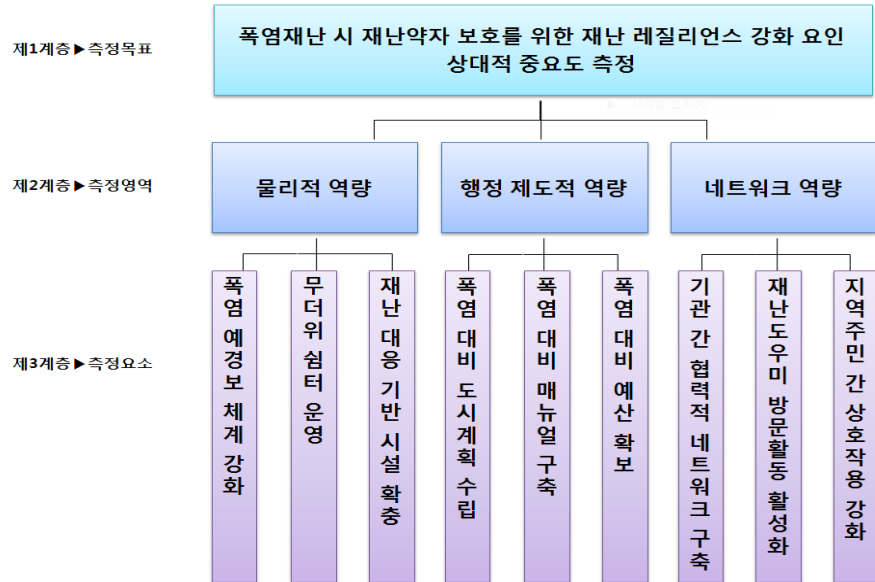 제1계층▶측정목표
폭염재난 시 재난약자 보호를 위한 재난 레질리언스 강화 요인
상대적 중요도 측정
제2계층▶측정영역
물리적 역량
행정 제도적 역량
네트워크 역량
제3계층▶측정요소
폭염 예경보 체계 강화
무더위 쉼터 운영
재난 대응 기반 시설 확충
폭염 대비 도시계획 수립
폭염 대비 매뉴얼 구축
폭염 대비 예산 확보
기관 간 협력적 네트워크 구축
재난도우미 방문활동 활성화
지역주민 간 상호작용 강화